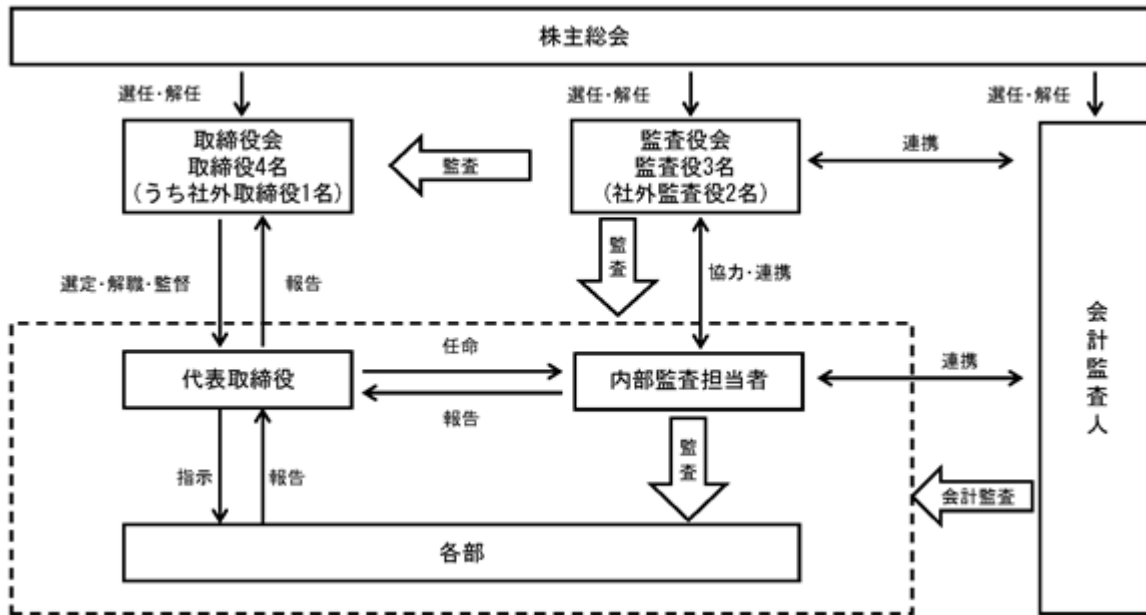 株主総会
選任・解任
選任・解任
選任・解任
取締役会
取締役4名
(うち社外取締役1名)
監査
監査役会
監査役3名
(社外監査役2名)
連携
選定・解職・監督
報告
監査
協力・連携
会計監査人
代表取締役
任命
報告
内部監査担当者
連携
指示
報告
監査
会計監査
各部